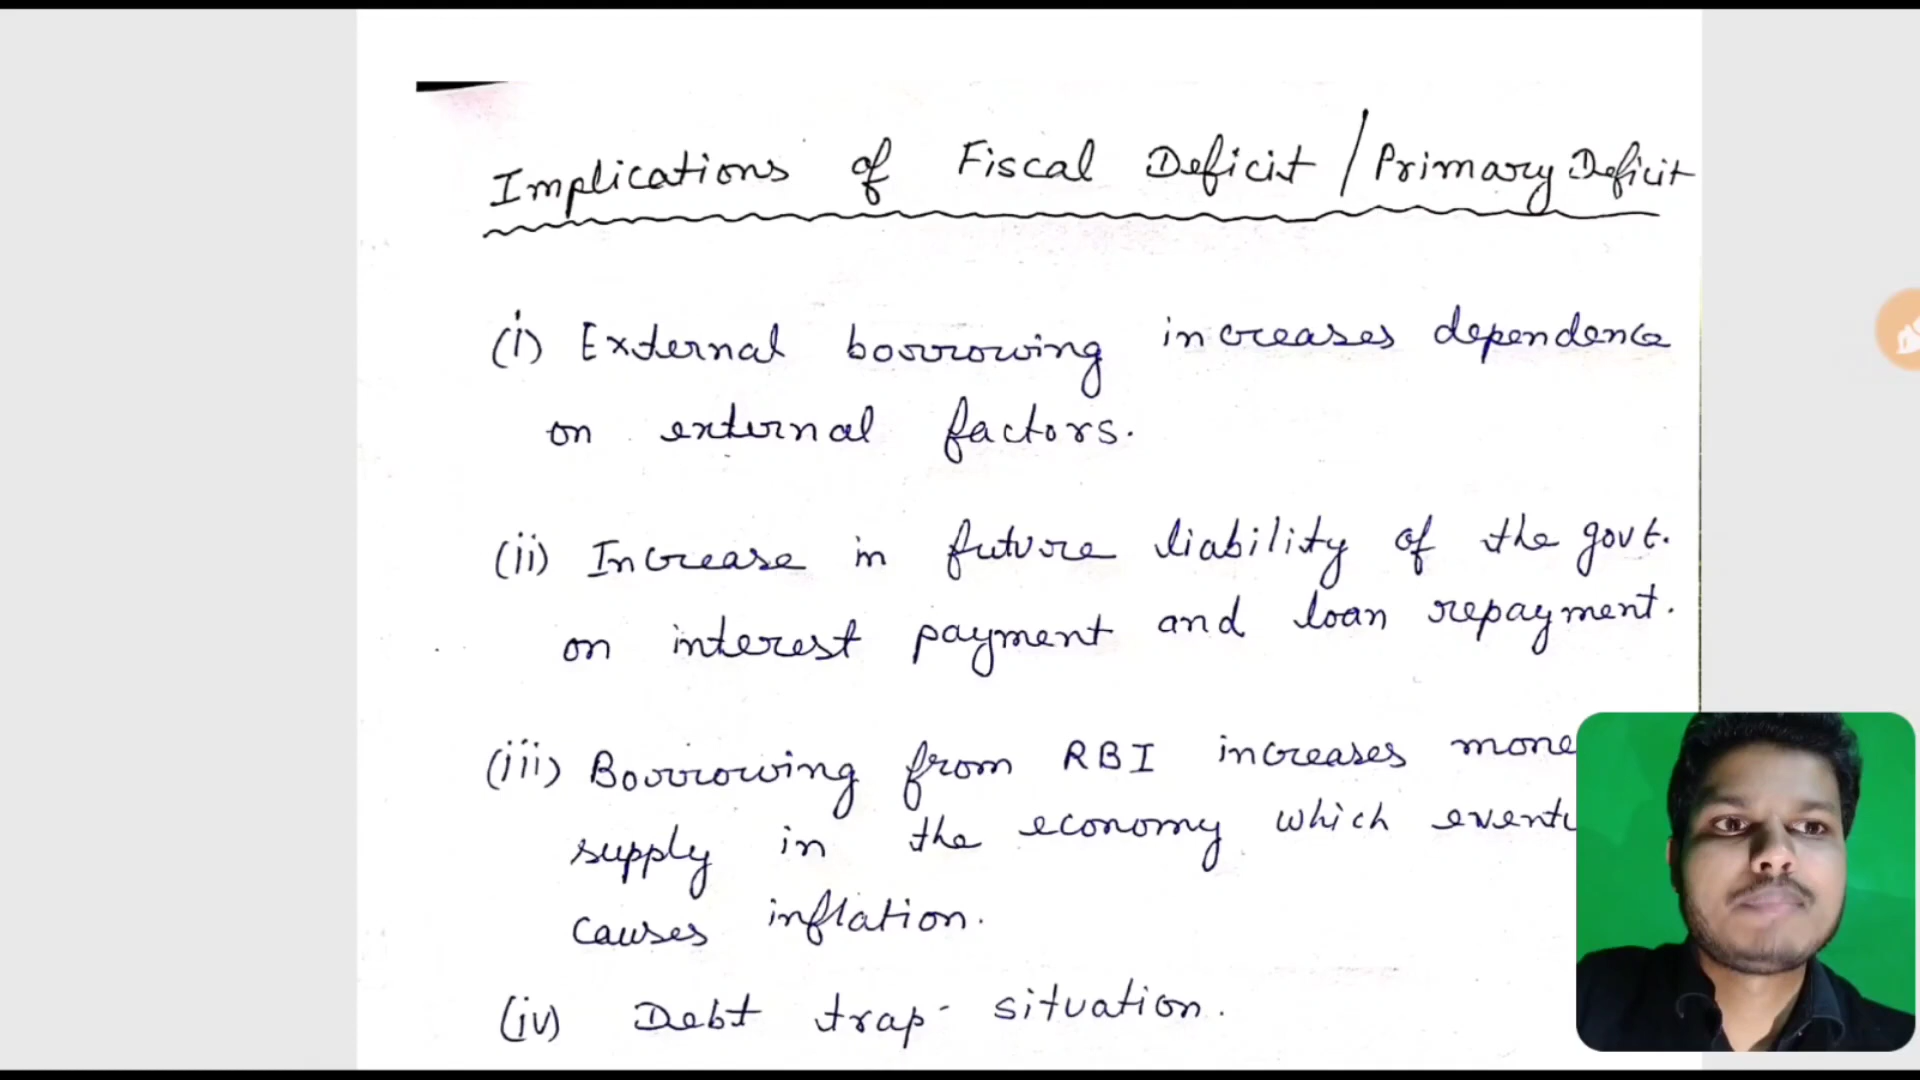 Implications of Fiscal Deficit / Primary Deficit
(i) External borrowing increases dependence
on external factors.
(ii) Increase in future liability of the govt.
on interest payment and loan repayment.
(iii) Borrowing from RBI increases
supply in the economy which
causes inflation.
(iv) Debt trap situation.